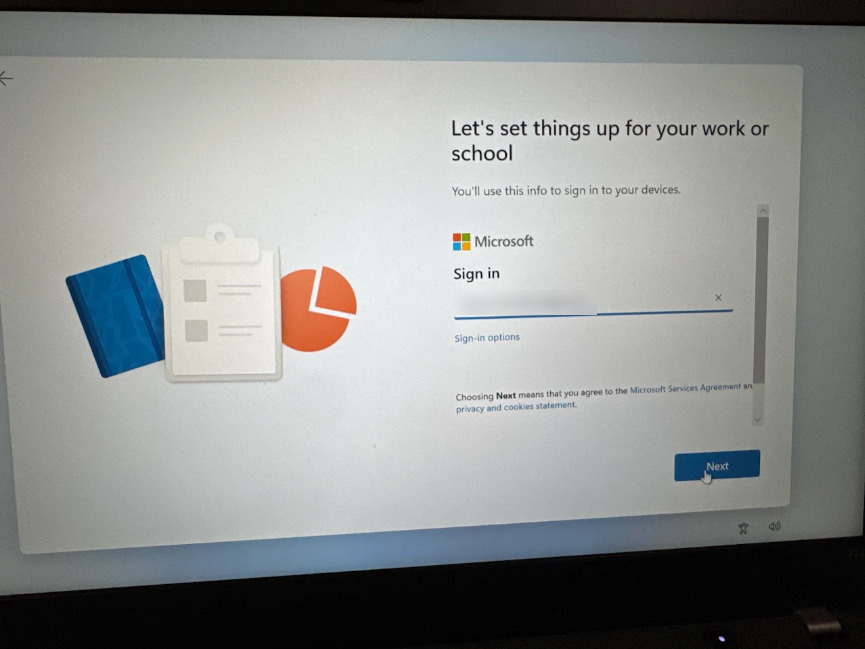 Let's set things up for your work or
school
You'll use this info to sign in to your devices.
Microsoft
Sign in
Sign-in options
Choosing Next means that you agree to the Microsoft Services Agreement an
privacy and cookies statement.
Next